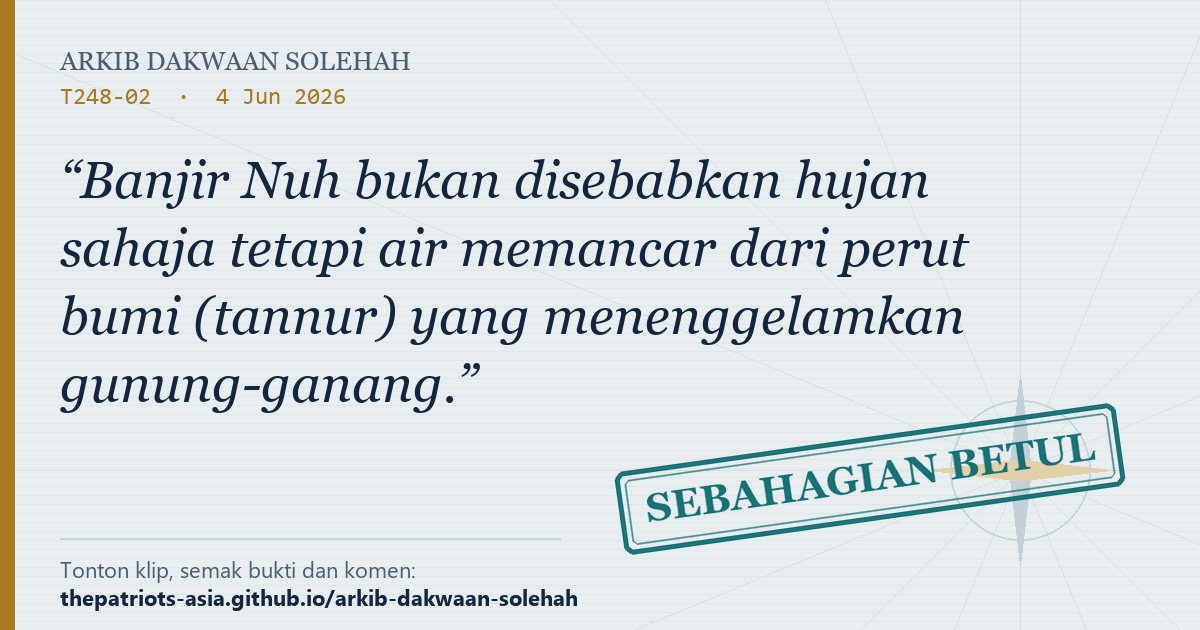 ARKIB DAKWAAN SOLEHAH
T248-02 · 4 Jun 2026
“Banjir Nuh bukan disebabkan hujan
sahaja tetapi air memancar dari perut
bumi (tannur) yang menenggelamkan
gunung-ganang.”
SEBAHAGIAN BETUL
Tonton klip, semak bukti dan komen:
thepatriots-asia.github.io/arkib-dakwaan-solehah